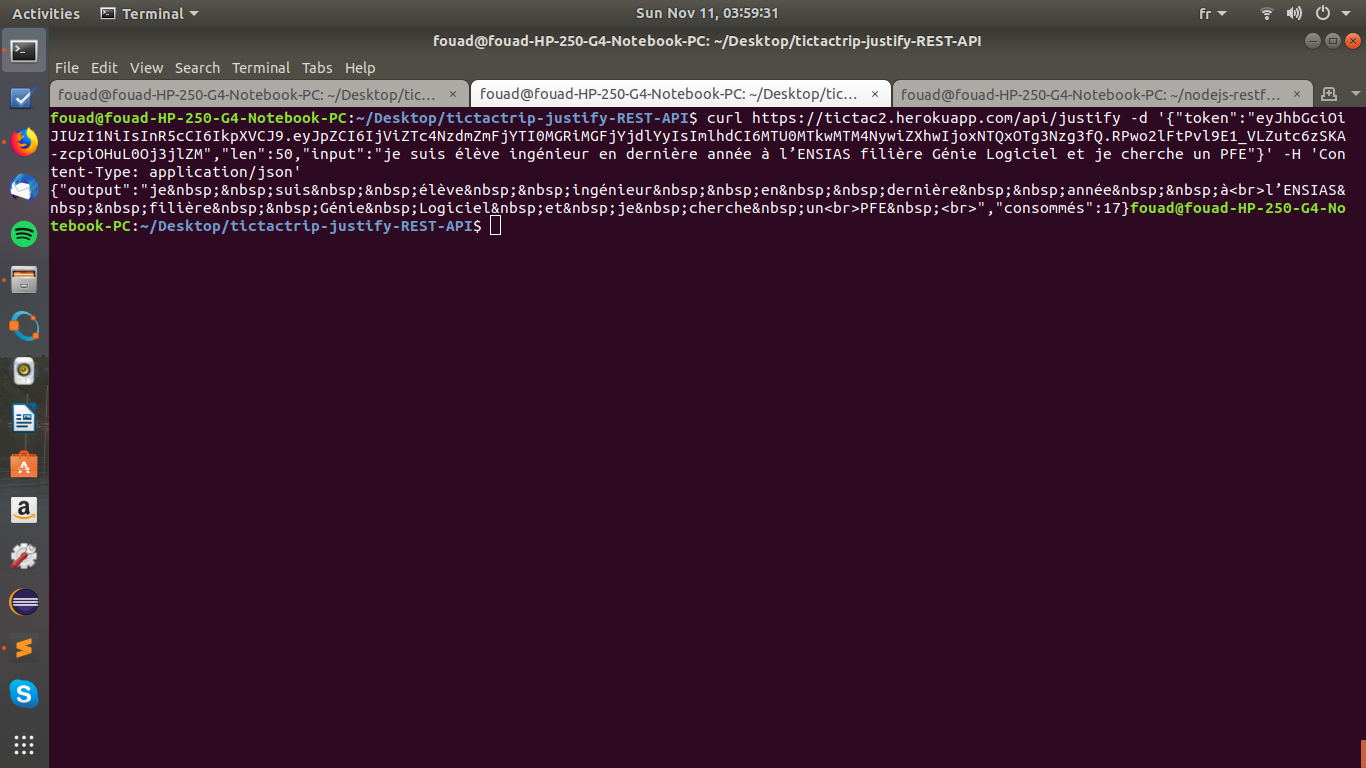 Activities
Terminal
Sun Nov 11, 03:59:31
fr
fouad@fouad-HP-250-G4-Notebook-PC: ~/Desktop/tictactrip-justify-REST-API
File Edit View Search Terminal Tabs Help
fouad@fouad-HP-250-G4-Notebook-PC: ~/Desktop/tic…
fouad@fouad-HP-250-G4-Notebook-PC: ~/Desktop/tic…
fouad@fouad-HP-250-G4-Notebook-PC: ~/nodejs-restf…
fouad@fouad-HP-250-G4-Notebook-PC:~/Desktop/tictactrip-justify-REST-API$ curl https://tictac2.herokuapp.com/api/justify -d '{"token":"eyJhbGciOi
JIUzI1NiIsInR5cCI6IkpXVCJ9.eyJpZCI6IjViZTc4NzdmZmFjYTI0MGRiMGFjYjdlYyIsImlhdCI6MTU0MTkwMTM4NywiZXhwIjoxNTQxOTg3Nzg3fQ.RPwo2lFtPvl9E1_VLZutc6zSKA
-zcpiOHuL0Oj3jlZM","len":50,"input":"je suis élève ingénieur en dernière année à l’ENSIAS filière Génie Logiciel et je cherche un PFE"}' -H 'Con
tent-Type: application/json'
{"output":"je&nbsp;&nbsp;suis&nbsp;&nbsp;élève&nbsp;&nbsp;ingénieur&nbsp;&nbsp;en&nbsp;&nbsp;dernière&nbsp;&nbsp;année&nbsp;&nbsp;à<br>l’ENSIAS&
nbsp;&nbsp;filière&nbsp;&nbsp;Génie&nbsp;Logiciel&nbsp;et&nbsp;je&nbsp;cherche&nbsp;un<br>PFE&nbsp;<br>","consommés":17}fouad@fouad-HP-250-G4-No
tebook-PC:~/Desktop/tictactrip-justify-REST-API$